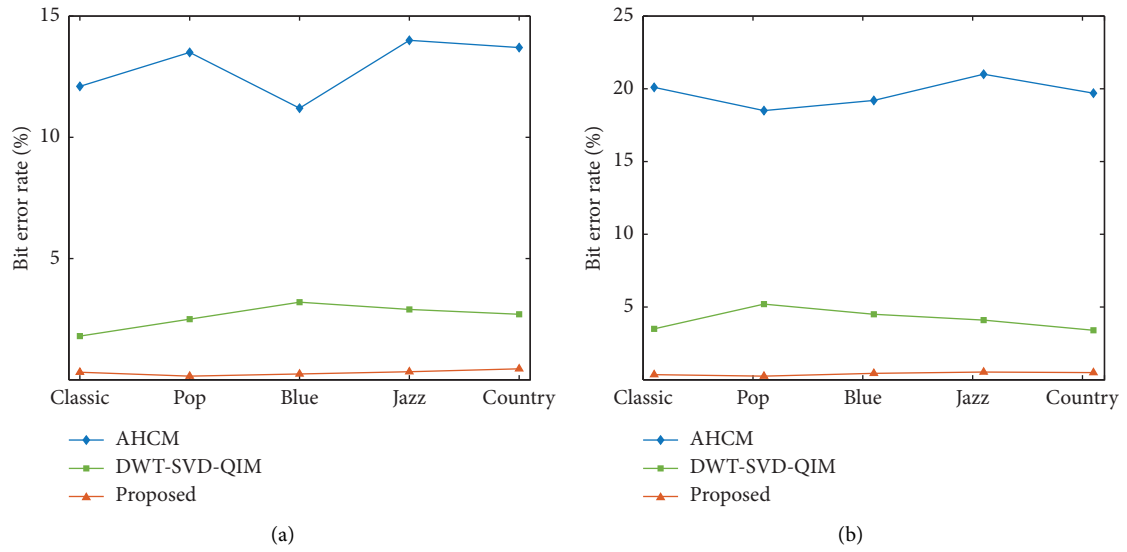 15
10
5
Bit error rate (%)
Classic
Pop
Blue
Jazz
Country
AHCM
DWT-SVD-QIM
Proposed
(a)
25
20
15
10
5
Bit error rate (%)
Classic
Pop
Blue
Jazz
Country
AHCM
DWT-SVD-QIM
Proposed
(b)